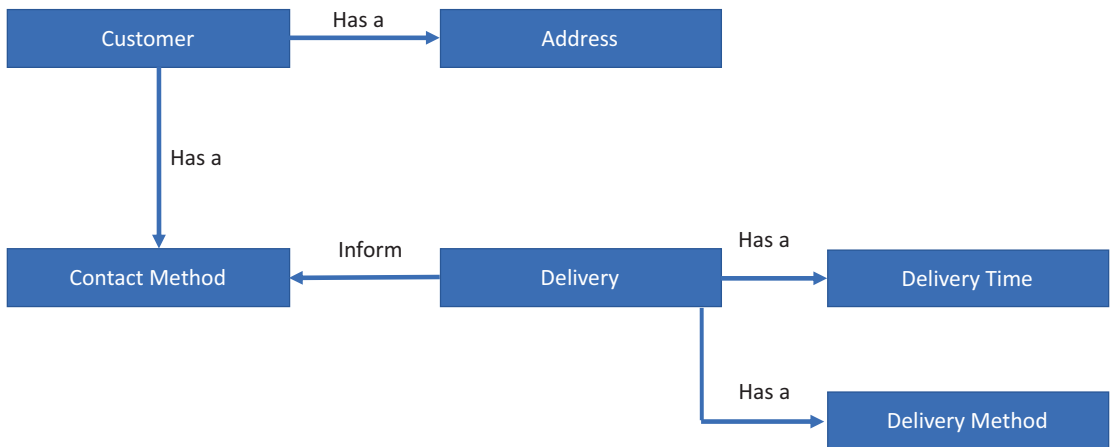 Has a
Customer
Address
Has a
Inform
Has a
Contact Method
Delivery
Delivery Time
Has a
Delivery Method